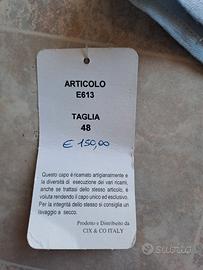 ARTICOLO
E613
TAGLIA
48
€ 150,00
Questo capo è ricamato artigianalmente e
la diversità di esecuzione dei vari ricami,
anche se trattasi dello stesso articolo, è
voluta rendendo il capo unico ed esclusivo.
Per la integrità dello stesso si consiglia un
lavaggio a secco.
Prodotto e Distribuito da
CIX & CO ITALY
subito